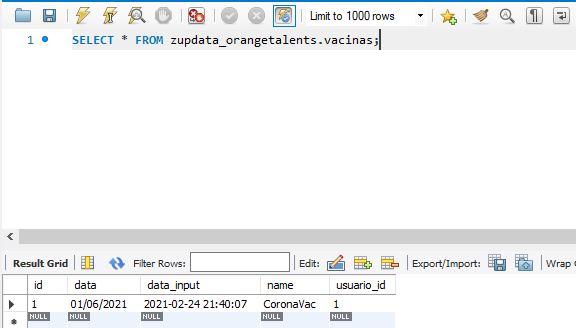 Limit to 1000 rows
1 SELECT * FROM zupdata_orangetalents.vacinas;
Result Grid Filter Rows: Edit: Export/Import: Wrap C
id data data_input name usuario_id
1 01/06/2021 2021-02-24 21:40:07 CoronaVac 1
NULL NULL NULL NULL NULL